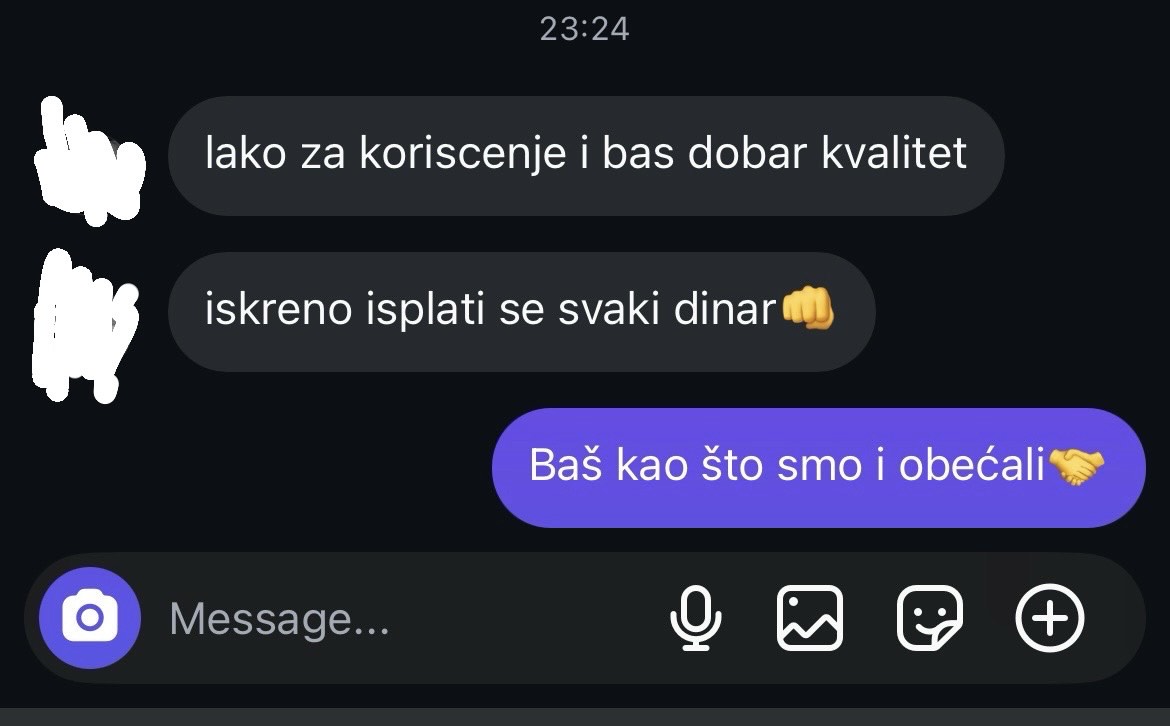 23:24
lako za koriscenje i bas dobar kvalitet
iskreno isplati se svaki dinar👊
Baš kao što smo i obećali🤝
Message...